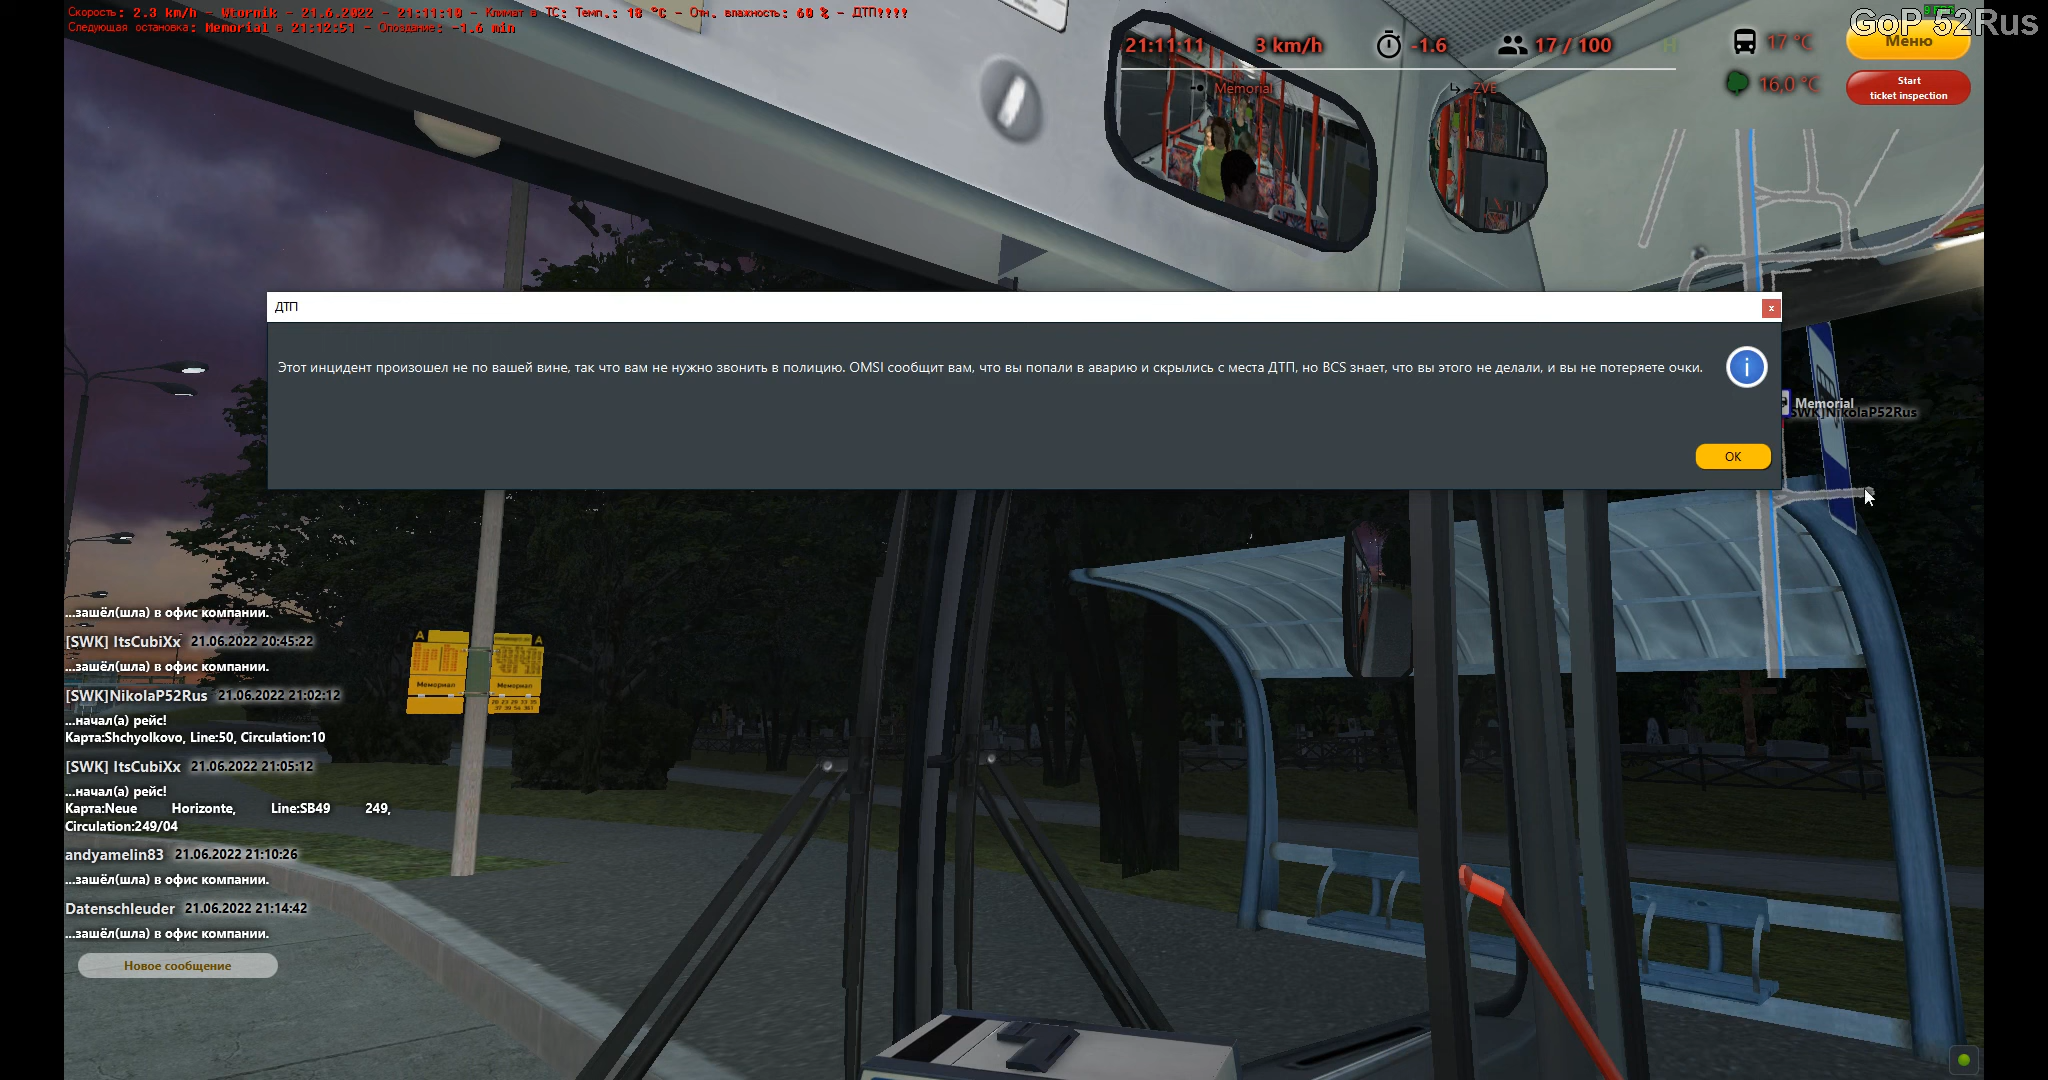 Скорость: 2.3 km/h - Wtornik - 21.6.2022 - 21:11:10 - Климат в ТС: Темп.: 18 °C - Отн. влажность: 60 % - ДТП!!!!
Следующая остановка: Memorial в 21:12:51 - Опоздание: -1.6 min
GoP 52Rus
21:11:11 3 km/h -1.6 17 / 100 H 17 °C
Меню
Memorial ZVE 16,0 °C
Start
ticket inspection
ДТП
x
Этот инцидент произошел не по вашей вине, так что вам не нужно звонить в полицию. OMSI сообщит вам, что вы попали в аварию и скрылись с места ДТП, но BCS знает, что вы этого не делали, и вы не потеряете очки.
i
Memorial
[SWK]NikolaP52Rus
OK
...зашёл(шла) в офис компании.
[SWK] ItsCubiXx 21.06.2022 20:45:22
...зашёл(шла) в офис компании.
[SWK]NikolaP52Rus 21.06.2022 21:02:12
...начал(а) рейс!
Карта:Shchyolkovo, Line:50, Circulation:10
[SWK] ItsCubiXx 21.06.2022 21:05:12
...начал(а) рейс!
Карта:Neue Horizonte, Line:SB49 249,
Circulation:249/04
andyamelin83 21.06.2022 21:10:26
...зашёл(шла) в офис компании.
Datenschleuder 21.06.2022 21:14:42
...зашёл(шла) в офис компании.
Новое сообщение
А А
Мемориал Мемориал